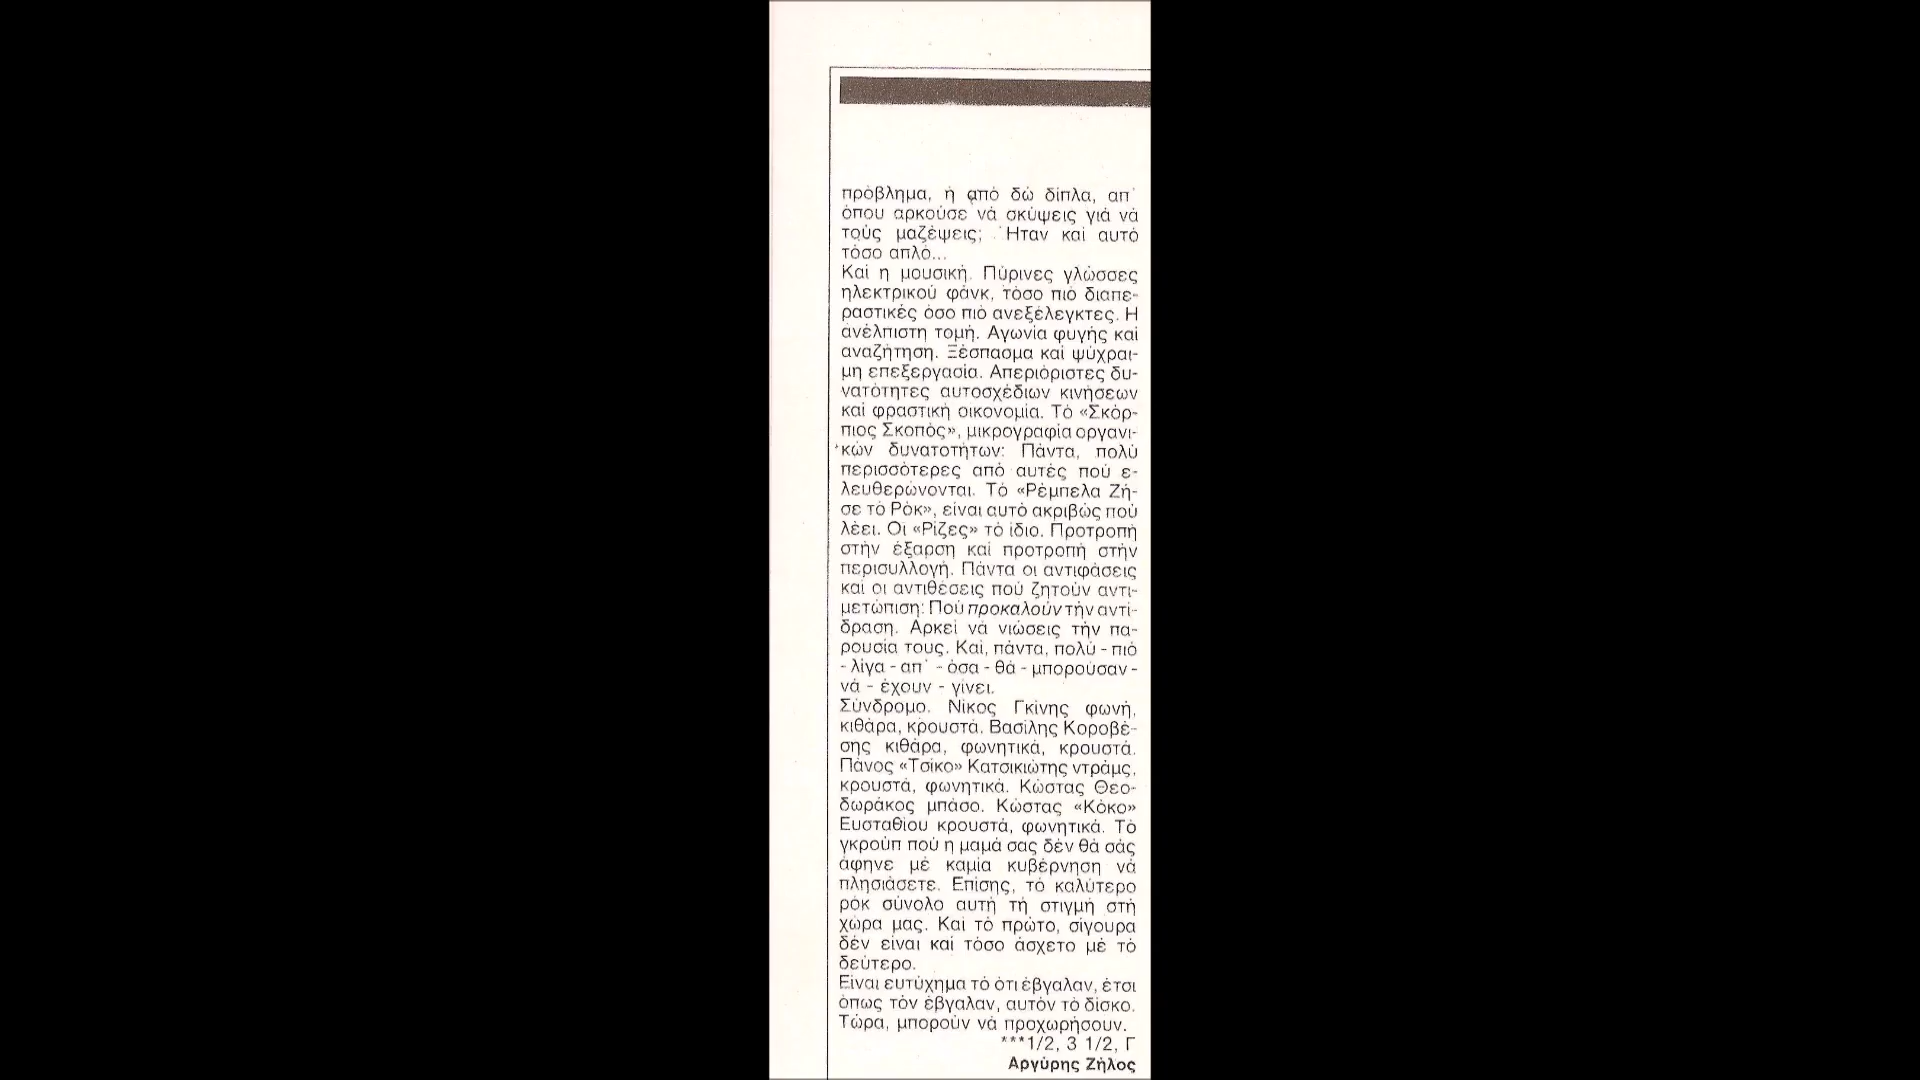 πρόβλημα, ή από δώ δίπλα, απ᾽
όπου αρκούσε νά σκύψεις γιά νά
τούς μαζέψεις; Ήταν καί αυτό
τόσο απλό...
Καί η μουσική. Πύρινες γλώσσες
ηλεκτρικού φάνκ, τόσο πιό διαπε-
ραστικές όσο πιό ανεξέλεγκτες. Η
ανέλπιστη τομή. Αγωνία φυγής καί
αναζήτηση. Ξέσπασμα καί ψύχραι-
μη επεξεργασία. Απεριόριστες δυ-
νατότητες αυτοσχέδιων κινήσεων
καί φραστική οικονομία. Τό «Σκόρ-
πιος Σκοπός», μικρογραφία οργανι-
κών δυνατοτήτων: Πάντα, πολύ
περισσότερες από αυτές πού ε-
λευθερώνονται. Τό «Ρέμπελα Ζή-
σε τό Ρόκ», είναι αυτό ακριβώς πού
λέει. Οι «Ρίζες» τό ίδιο. Προτροπή
στήν έξαρση καί προτροπή στήν
περισυλλογή. Πάντα οι αντιφάσεις
καί οι αντιθέσεις πού ζητούν αντι-
μετώπιση: Πού προκαλούν τήν αντί-
δραση. Αρκεί νά νιώσεις τήν πα-
ρουσία τους. Καί, πάντα, πολύ - πιό
- λίγα - απ᾽ - όσα - θά - μπορούσαν -
νά - έχουν - γίνει.
Σύνδρομο. Νίκος Γκίνης φωνή,
κιθάρα, κρουστά. Βασίλης Κοροβέ-
σης κιθάρα, φωνητικά, κρουστά.
Πάνος «Τσίκο» Κατσικιώτης ντράμς,
κρουστά, φωνητικά. Κώστας Θεο-
δωράκος μπάσο. Κώστας «Κόκο»
Ευσταθίου κρουστά, φωνητικά. Τό
γκρούπ πού η μαμά σας δέν θά σάς
άφηνε μέ καμία κυβέρνηση νά
πλησιάσετε. Επίσης, τό καλύτερο
ρόκ σύνολο αυτή τή στιγμή στή
χώρα μας. Καί τό πρώτο, σίγουρα
δέν είναι καί τόσο άσχετο μέ τό
δεύτερο.
Είναι ευτύχημα τό ότι έβγαλαν, έτσι
όπως τόν έβγαλαν, αυτόν τό δίσκο.
Τώρα, μπορούν νά προχωρήσουν.
***1/2, 3 1/2, Γ
Αργύρης Ζήλος